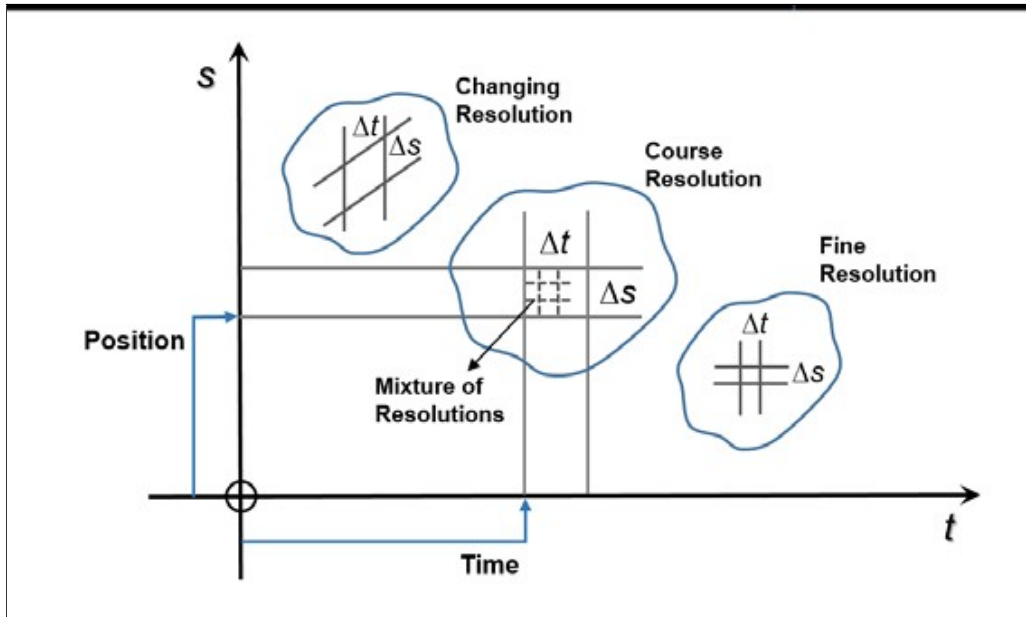 s
Changing
Resolution
Δt
Δs
Course
Resolution
Δt
Δs
Fine
Resolution
Δt
Δs
Position
Mixture of
Resolutions
t
Time